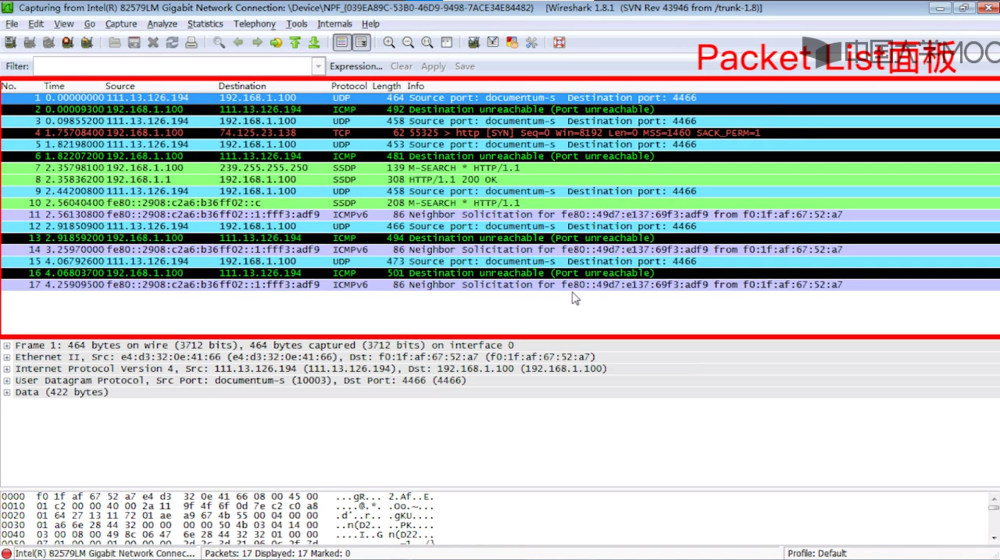 Capturing from Intel(R) 82579LM Gigabit Network Connection: \Device\NPF_{039EA89C-53B0-46D9-9498-7ACE34E84482} [Wireshark 1.8.1 (SVN Rev 43946 from /trunk-1.8)]
File Edit View Go Capture Analyze Statistics Telephony Tools Internals Help
Packet List面板
中国大学MOO
Filter: Expression... Clear Apply Save
No. Time Source Destination Protocol Length Info
1 0.00000000 111.13.126.194 192.168.1.100 UDP 464 Source port: documentum-s Destination port: 4466
2 0.00009300 192.168.1.100 111.13.126.194 ICMP 492 Destination unreachable (Port unreachable)
3 0.09855200 111.13.126.194 192.168.1.100 UDP 458 Source port: documentum-s Destination port: 4466
4 1.75708400 192.168.1.100 74.125.23.138 TCP 62 55325 > http [SYN] Seq=0 Win=8192 Len=0 MSS=1460 SACK_PERM=1
5 1.82198000 111.13.126.194 192.168.1.100 UDP 453 Source port: documentum-s Destination port: 4466
6 1.82207200 192.168.1.100 111.13.126.194 ICMP 481 Destination unreachable (Port unreachable)
7 2.35798100 192.168.1.100 239.255.255.250 SSDP 139 M-SEARCH * HTTP/1.1
8 2.35836200 192.168.1.1 192.168.1.100 SSDP 308 HTTP/1.1 200 OK
9 2.44200800 111.13.126.194 192.168.1.100 UDP 458 Source port: documentum-s Destination port: 4466
10 2.56040400 fe80::2908:c2a6:b36ff02::c SSDP 208 M-SEARCH * HTTP/1.1
11 2.56130800 fe80::2908:c2a6:b36ff02::1:fff3:adf9 ICMPv6 86 Neighbor Solicitation for fe80::49d7:e137:69f3:adf9 from f0:1f:af:67:52:a7
12 2.91850900 111.13.126.194 192.168.1.100 UDP 466 Source port: documentum-s Destination port: 4466
13 2.91859200 192.168.1.100 111.13.126.194 ICMP 494 Destination unreachable (Port unreachable)
14 3.25970000 fe80::2908:c2a6:b36ff02::1:fff3:adf9 ICMPv6 86 Neighbor Solicitation for fe80::49d7:e137:69f3:adf9 from f0:1f:af:67:52:a7
15 4.06792600 111.13.126.194 192.168.1.100 UDP 473 Source port: documentum-s Destination port: 4466
16 4.06803700 192.168.1.100 111.13.126.194 ICMP 501 Destination unreachable (Port unreachable)
17 4.25909500 fe80::2908:c2a6:b36ff02::1:fff3:adf9 ICMPv6 86 Neighbor Solicitation for fe80::49d7:e137:69f3:adf9 from f0:1f:af:67:52:a7
Frame 1: 464 bytes on wire (3712 bits), 464 bytes captured (3712 bits) on interface 0
Ethernet II, Src: e4:d3:32:0e:41:66 (e4:d3:32:0e:41:66), Dst: f0:1f:af:67:52:a7 (f0:1f:af:67:52:a7)
Internet Protocol Version 4, Src: 111.13.126.194 (111.13.126.194), Dst: 192.168.1.100 (192.168.1.100)
User Datagram Protocol, Src Port: documentum-s (10003), Dst Port: 4466 (4466)
Data (422 bytes)
0000 f0 1f af 67 52 a7 e4 d3 32 0e 41 66 08 00 45 00 ...gR... 2.Af..E.
0010 01 c2 00 00 40 00 2a 11 9f 4f 6f 0d 7e c2 c0 a8 ....@.*. .Oo.~...
0020 01 64 27 13 11 72 01 ae a9 67 4b 55 00 04 00 00 .d'..r.. .gKU....
0030 01 a6 6e 28 44 32 00 00 00 00 50 4b 03 04 14 00 ..n(D2.. ..PK....
0040 03 00 08 00 49 8c 06 47 6e 28 44 32 32 01 00 00 ....I..G n(D22...
Intel(R) 82579LM Gigabit Network Connec... Packets: 17 Displayed: 17 Marked: 0 Profile: Default